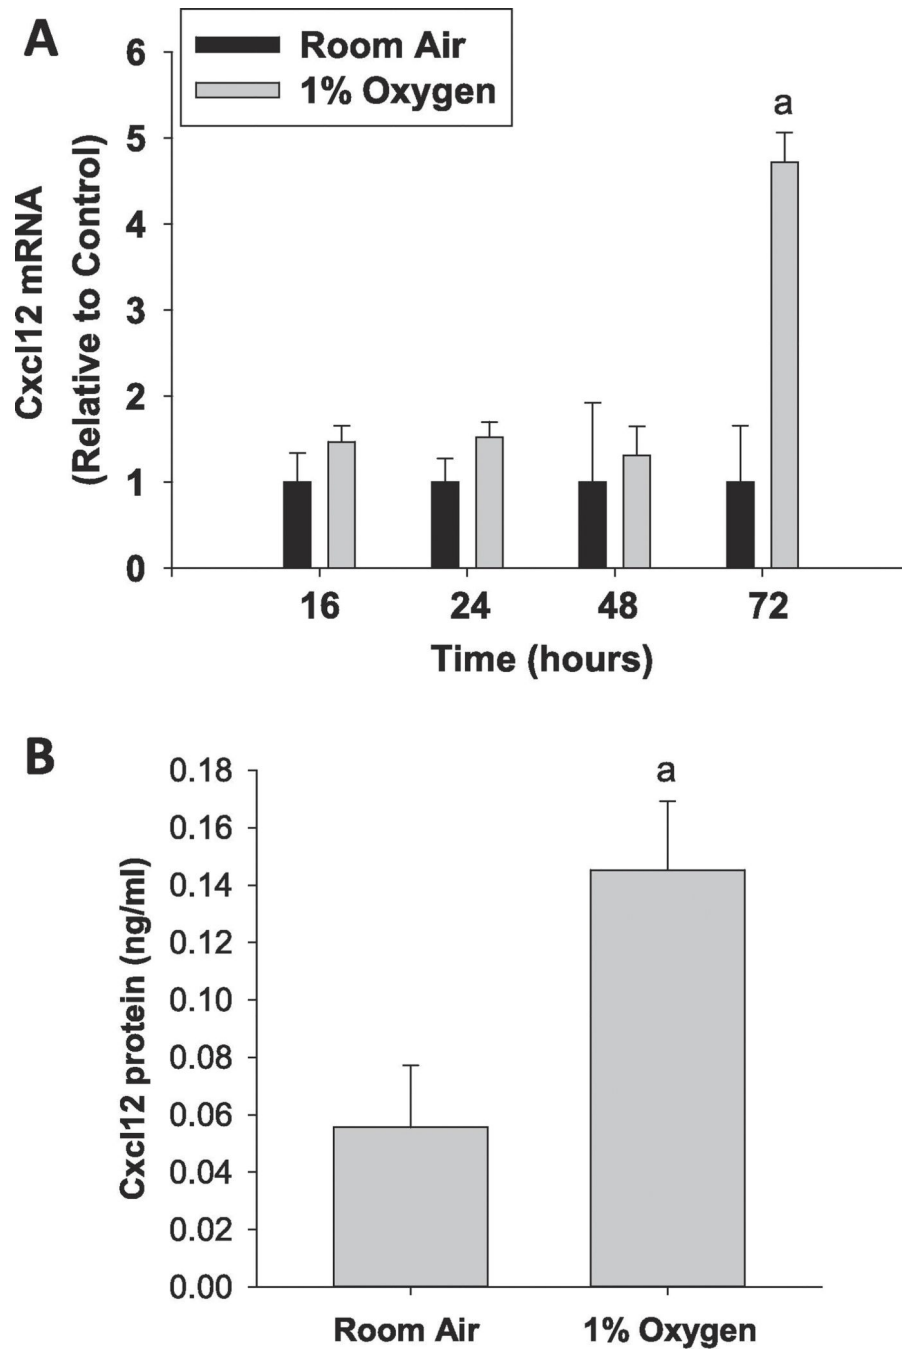 A
Room Air
1% Oxygen
Cxcl12 mRNA
(Relative to Control)
6
5
4
3
2
1
0
a
16 24 48 72
Time (hours)
B
Cxcl12 protein (ng/ml)
0.18
0.16
0.14
0.12
0.10
0.08
0.06
0.04
0.02
0.00
a
Room Air 1% Oxygen